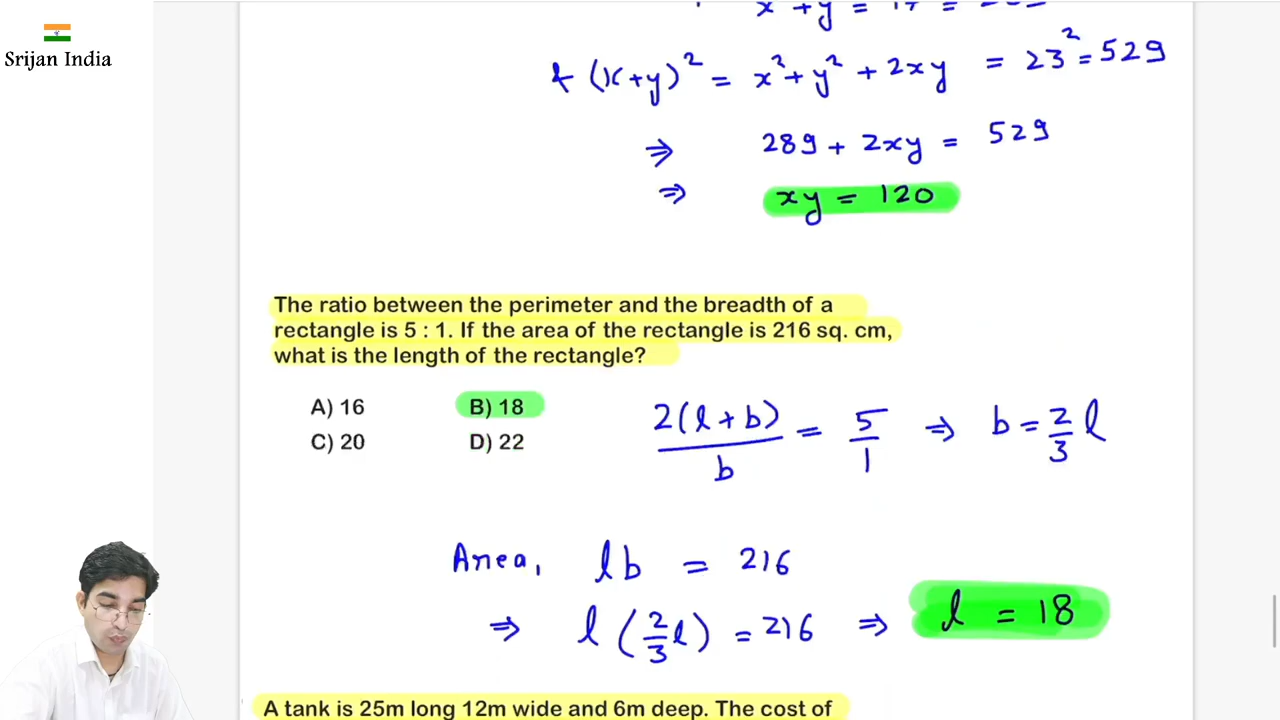 x + y = 17 =
Srijan India
& (x+y)² = x² + y² + 2xy = 23² = 529
⇒ 289 + 2xy = 529
⇒ xy = 120
The ratio between the perimeter and the breadth of a
rectangle is 5 : 1. If the area of the rectangle is 216 sq. cm,
what is the length of the rectangle?
A) 16 B) 18
C) 20 D) 22
2(l + b)/b = 5/1 ⇒ b = 2/3 l
Area, lb = 216
⇒ l (2/3 l) = 216 ⇒ l = 18
A tank is 25m long 12m wide and 6m deep. The cost of